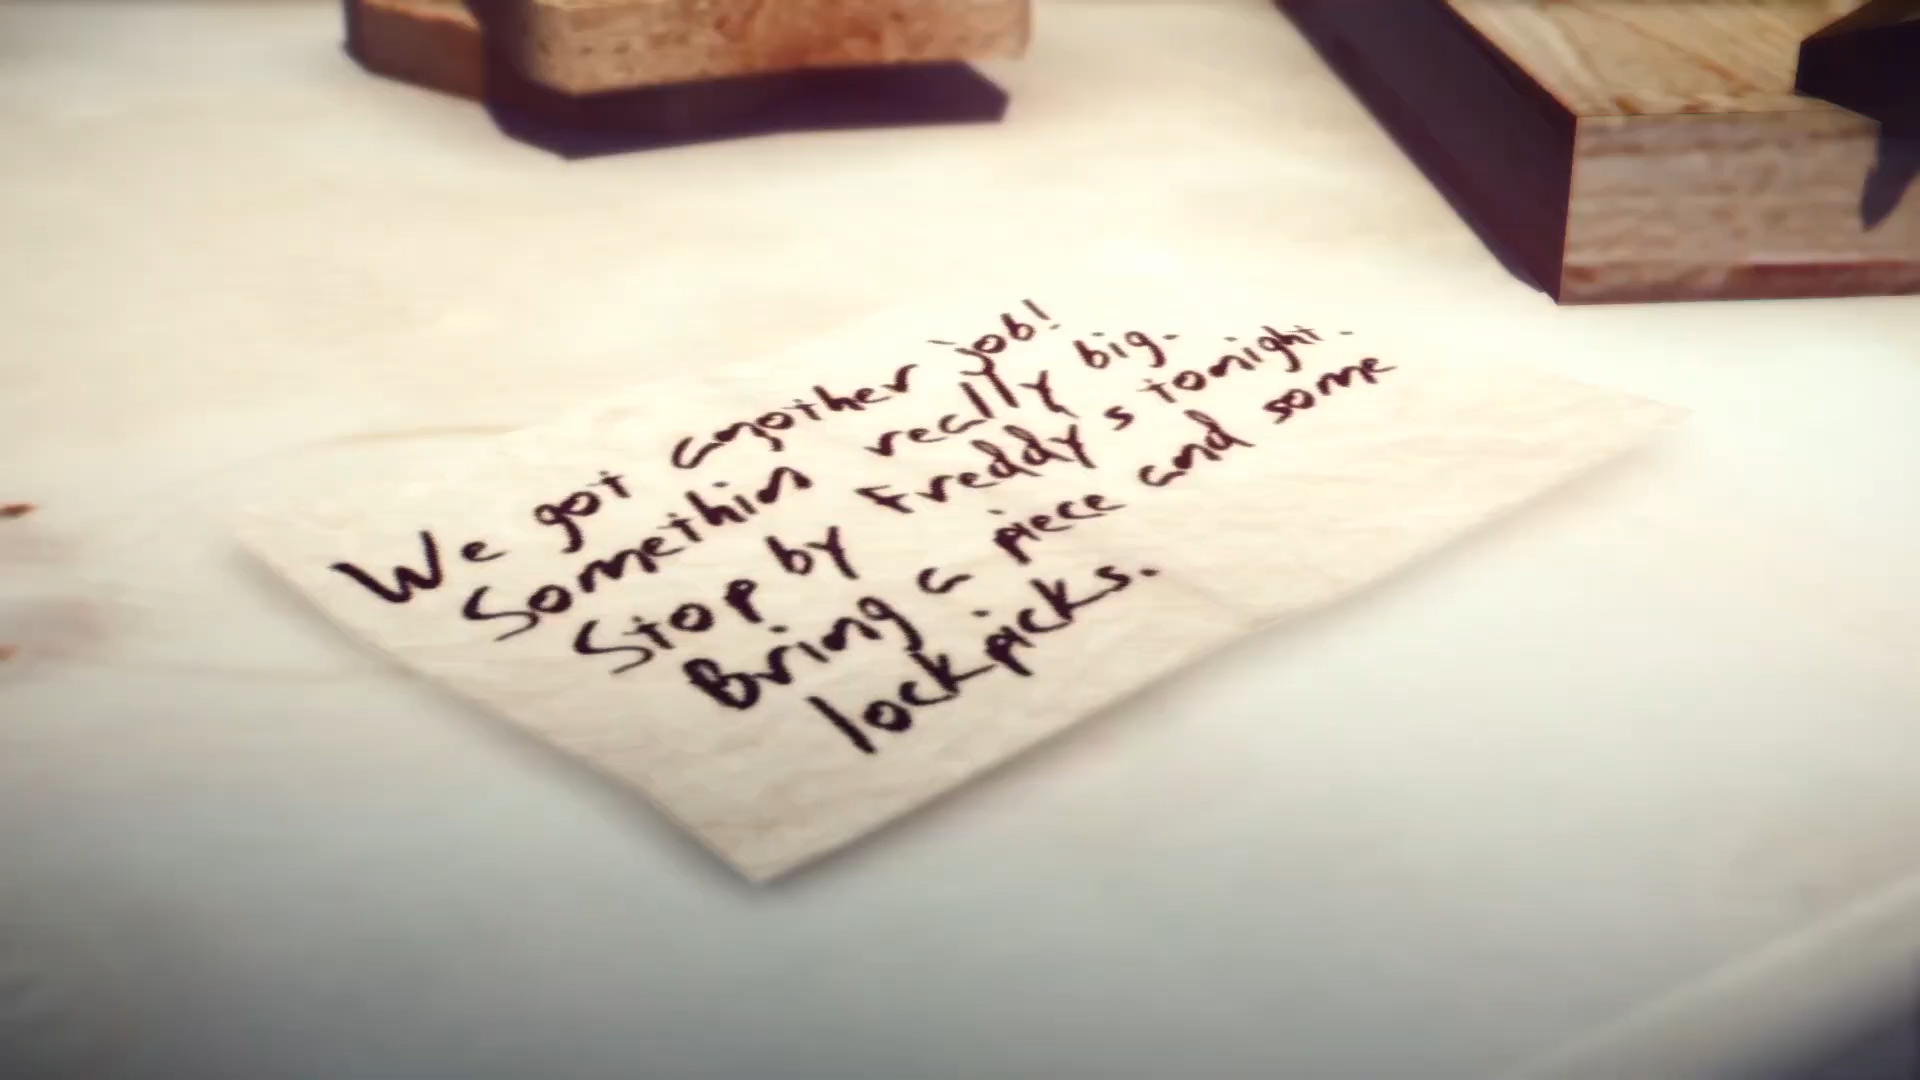 We got another job!
Somethin really big.
Stop by Freddy's tonight.
Bring a piece and some
lockpicks.